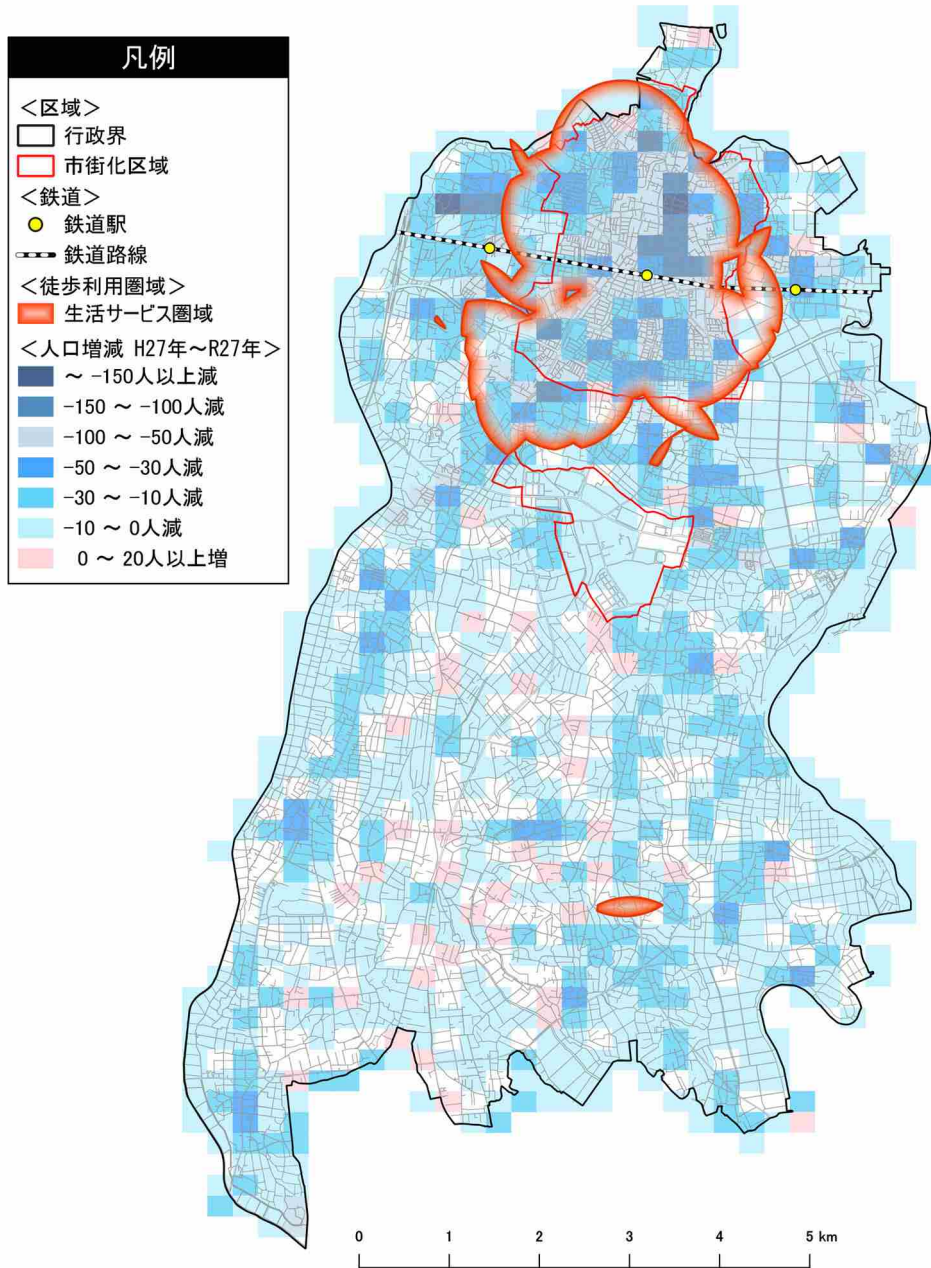 凡例
<区域>
行政界
市街化区域
<鉄道>
鉄道駅
鉄道路線
<徒歩利用圏域>
生活サービス圏域
<人口増減 H27年～R27年>
～ -150人以上減
-150 ～ -100人減
-100 ～ -50人減
-50 ～ -30人減
-30 ～ -10人減
-10 ～ 0人減
0 ～ 20人以上増
0 1 2 3 4 5 km